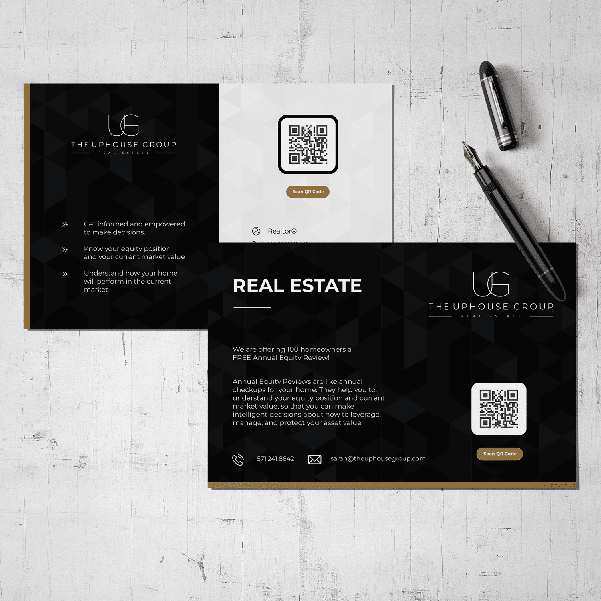 UG
THE UPHOUSE GROUP
REAL ESTATE
Get informed and empowered
to make decisions.
Know your equity position
and your current market value
Understand how your home
will perform in the current
market
Scan QR Code
Realtor®
REAL ESTATE
UG
THE UPHOUSE GROUP
We are offering 100 homeowners a
FREE Annual Equity Review!
Annual Equity Reviews are like annual
checkups for your home. They help you to
understand your equity position and current
market value, so that you can make
intelligent decisions about how to leverage,
manage, and protect your asset value
571.241.8642
sarah@theuphousegroup.com
Scan QR Code